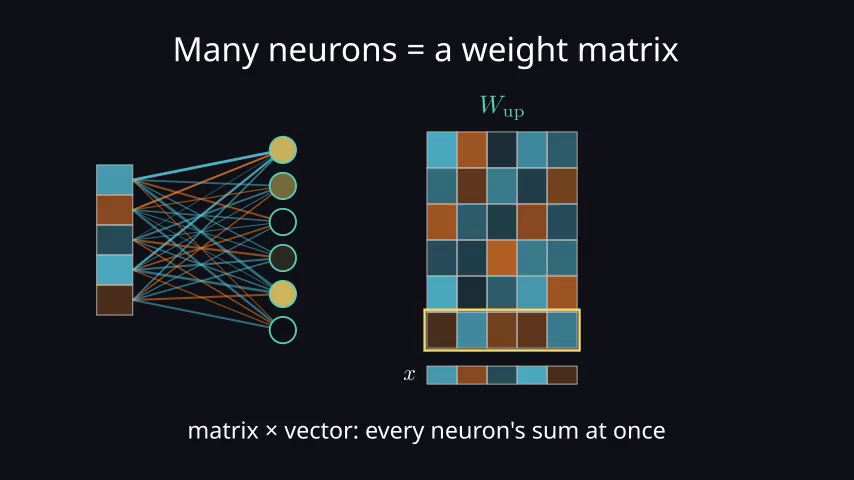 Many neurons = a weight matrix
W_up
x
matrix × vector: every neuron's sum at once